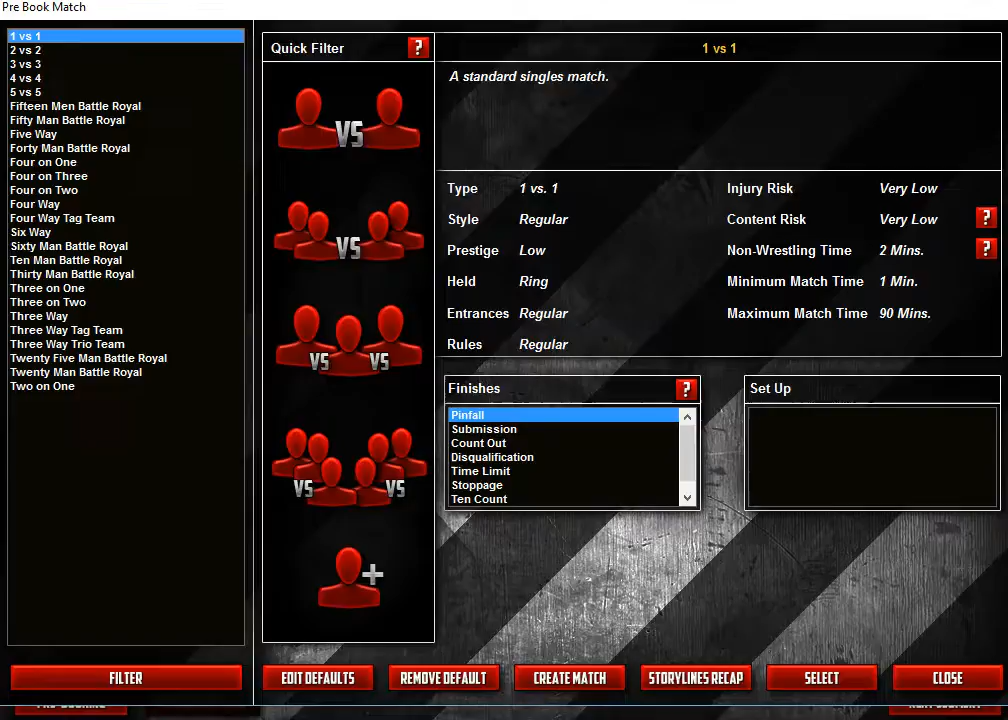 Pre Book Match
1 vs 1
2 vs 2
3 vs 3
4 vs 4
5 vs 5
Fifteen Men Battle Royal
Fifty Man Battle Royal
Five Way
Forty Man Battle Royal
Four on One
Four on Three
Four on Two
Four Way
Four Way Tag Team
Six Way
Sixty Man Battle Royal
Ten Man Battle Royal
Thirty Man Battle Royal
Three on One
Three on Two
Three Way
Three Way Tag Team
Three Way Trio Team
Twenty Five Man Battle Royal
Twenty Man Battle Royal
Two on One
FILTER
Quick Filter ?
VS
VS
VS VS
VS VS
1 vs 1
A standard singles match.
Type 1 vs. 1
Style Regular
Prestige Low
Held Ring
Entrances Regular
Rules Regular
Injury Risk Very Low
Content Risk Very Low ?
Non-Wrestling Time 2 Mins. ?
Minimum Match Time 1 Min.
Maximum Match Time 90 Mins.
Finishes ?
Pinfall
Submission
Count Out
Disqualification
Time Limit
Stoppage
Ten Count
Set Up
EDIT DEFAULTS REMOVE DEFAULT CREATE MATCH STORYLINES RECAP SELECT CLOSE